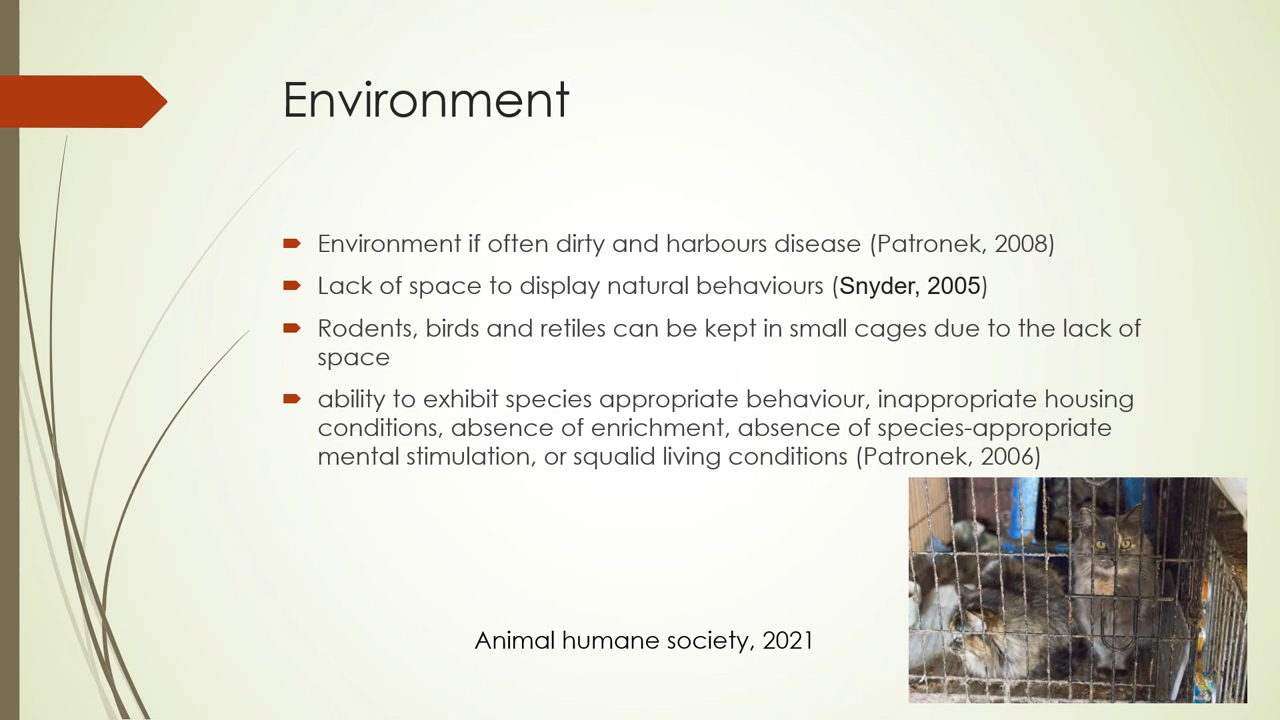 Environment
Environment if often dirty and harbours disease (Patronek, 2008)
Lack of space to display natural behaviours (Snyder, 2005)
Rodents, birds and retiles can be kept in small cages due to the lack of
space
ability to exhibit species appropriate behaviour, inappropriate housing
conditions, absence of enrichment, absence of species-appropriate
mental stimulation, or squalid living conditions (Patronek, 2006)
Animal humane society, 2021